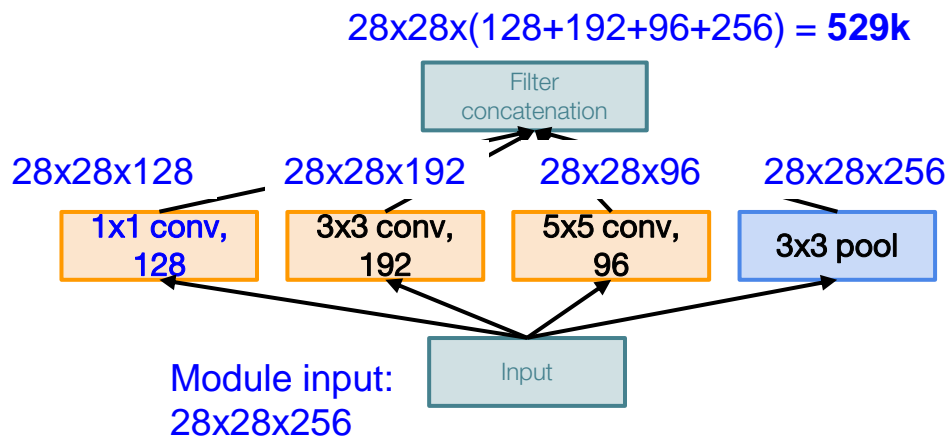 28x28x(128+192+96+256) = 529k
Filter
concatenation
28x28x128
28x28x192
28x28x96
28x28x256
1x1 conv,
128
3x3 conv,
192
5x5 conv,
96
3x3 pool
Input
Module input:
28x28x256